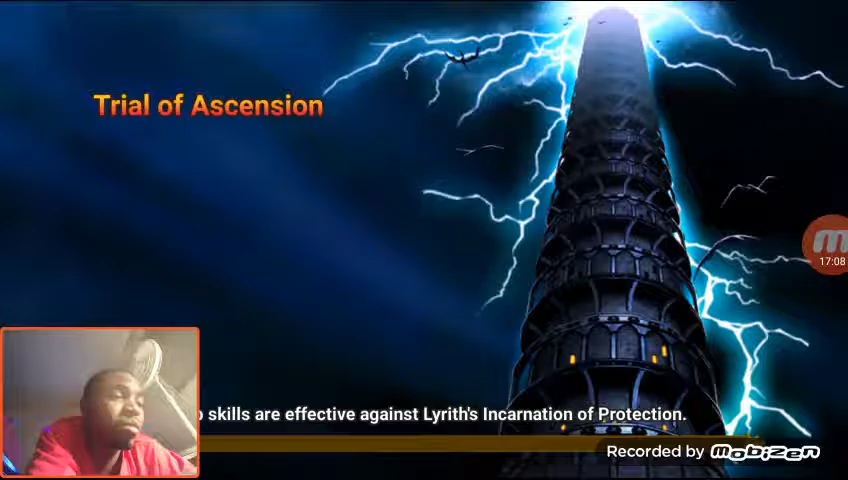 Trial of Ascension
17:08
skills are effective against Lyrith's Incarnation of Protection.
Recorded by mobizen